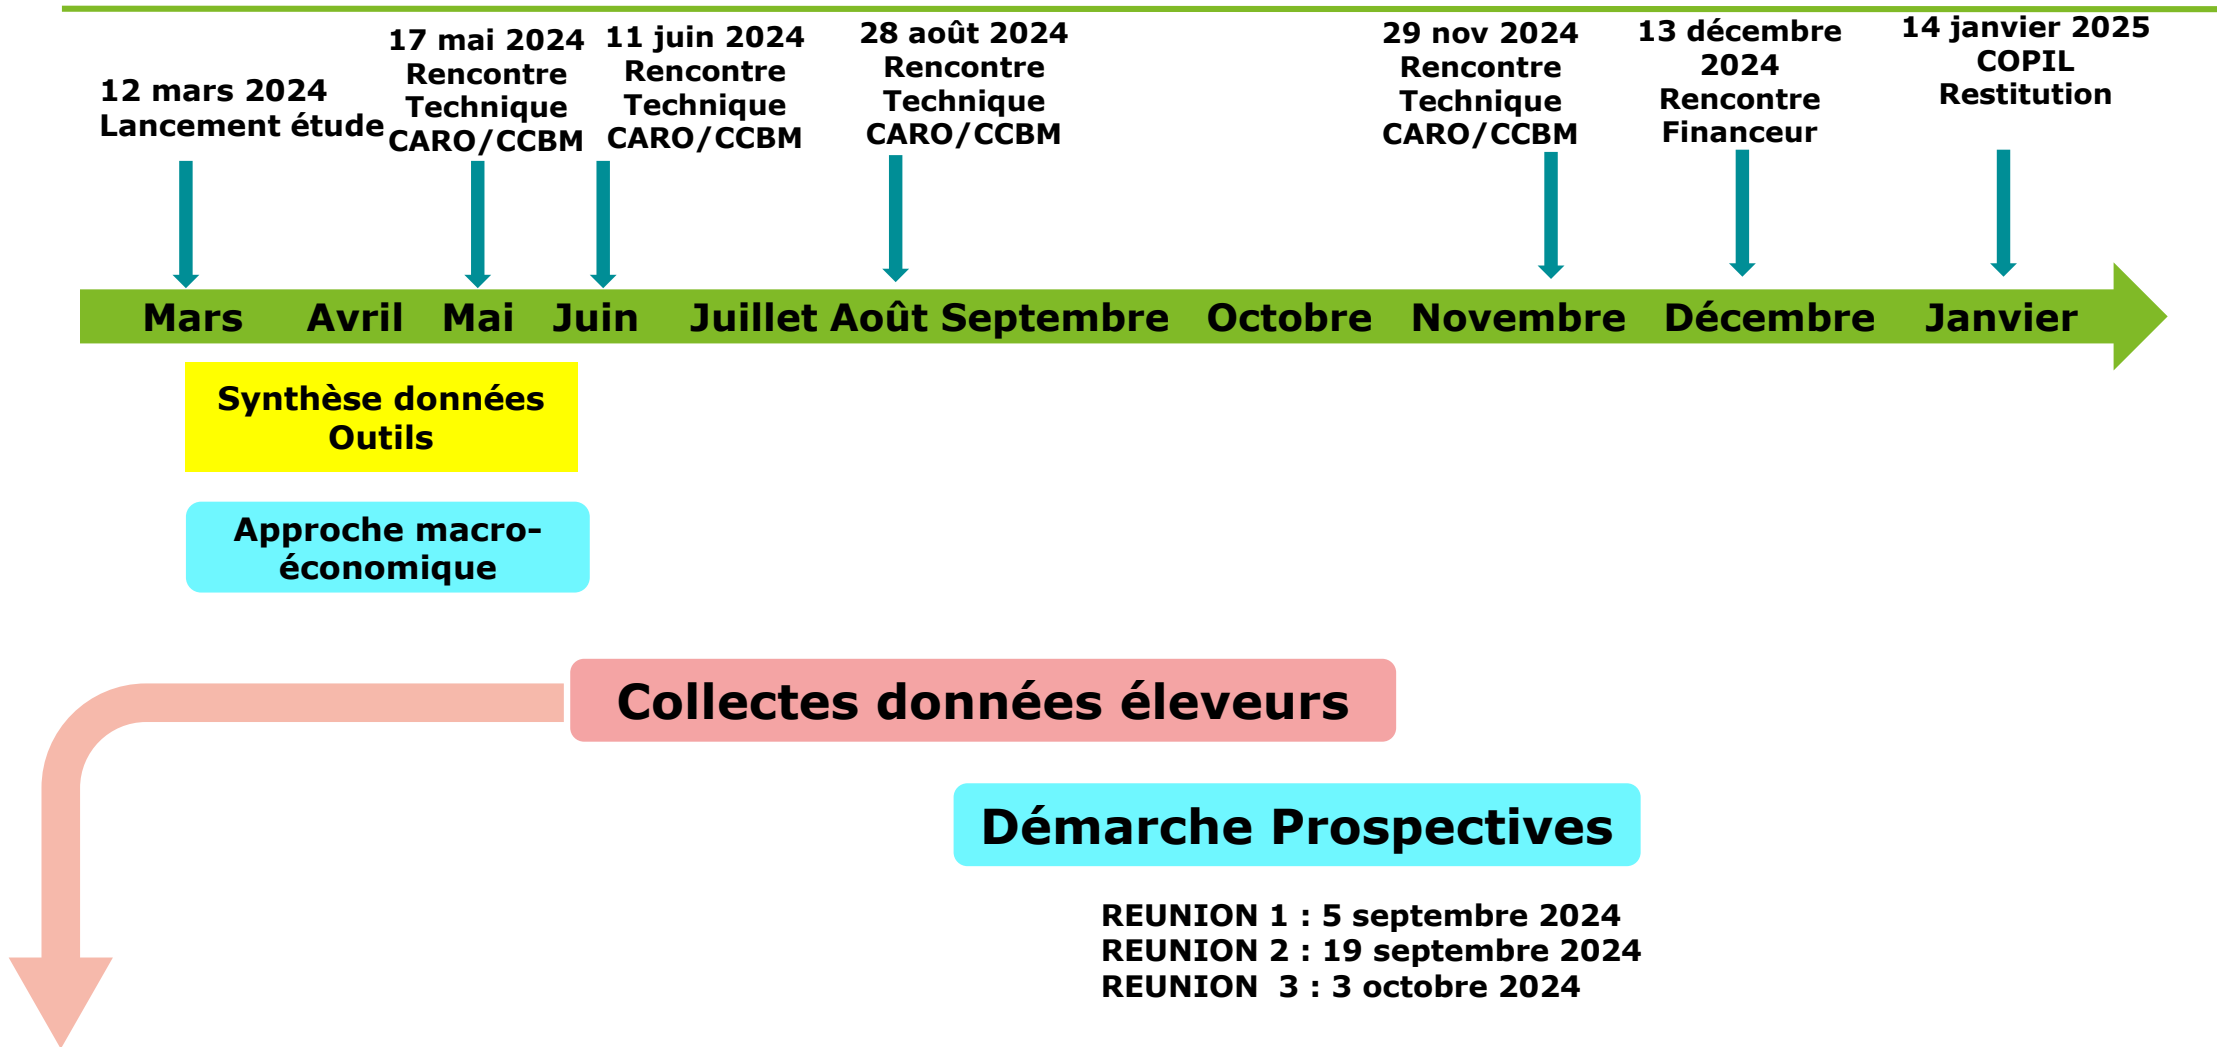 12 mars 2024
Lancement étude
17 mai 2024
Rencontre
Technique
CARO/CCBM
11 juin 2024
Rencontre
Technique
CARO/CCBM
28 août 2024
Rencontre
Technique
CARO/CCBM
29 nov 2024
Rencontre
Technique
CARO/CCBM
13 décembre
2024
Rencontre
Financeur
14 janvier 2025
COPIL
Restitution
Mars Avril Mai Juin Juillet Août Septembre Octobre Novembre Décembre Janvier
Synthèse données
Outils
Approche macro-
économique
Collectes données éleveurs
Démarche Prospectives
REUNION 1 : 5 septembre 2024
REUNION 2 : 19 septembre 2024
REUNION 3 : 3 octobre 2024